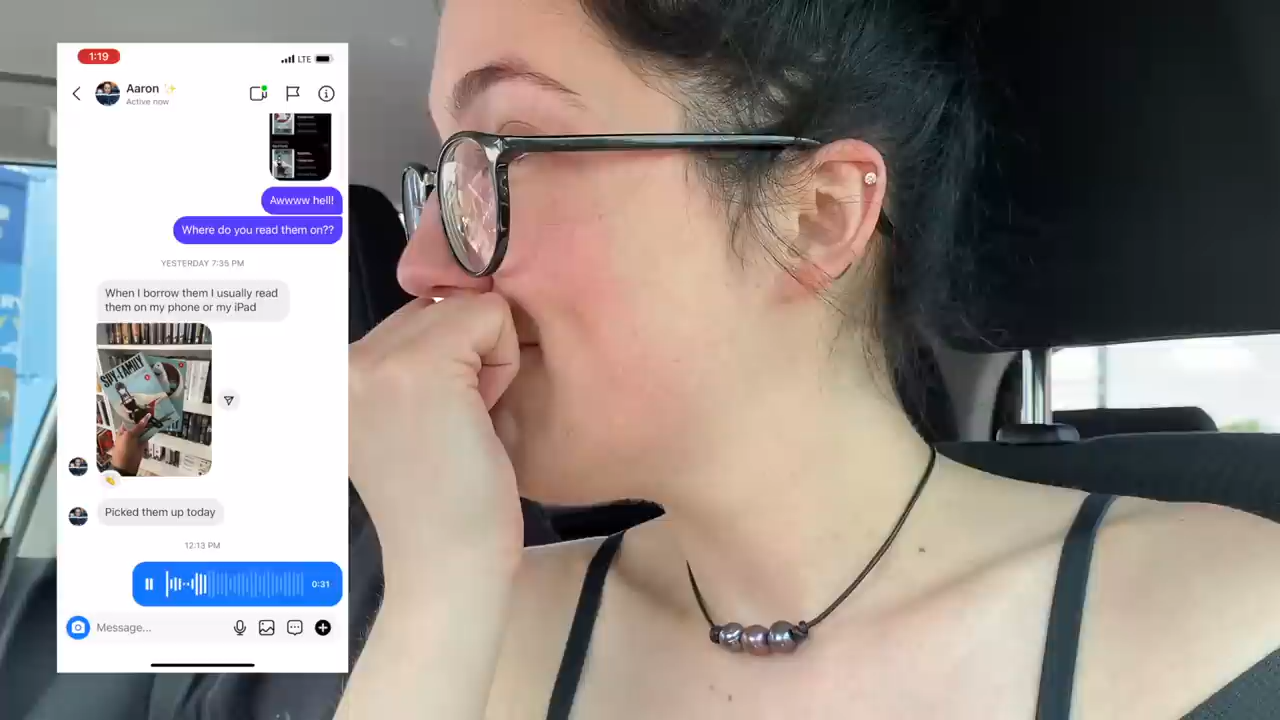 1:19
LTE
Aaron ✨
Active now
Awwww hell!
Where do you read them on??
YESTERDAY 7:35 PM
When I borrow them I usually read
them on my phone or my iPad
SPY×FAMILY
Picked them up today
12:13 PM
0:31
Message...